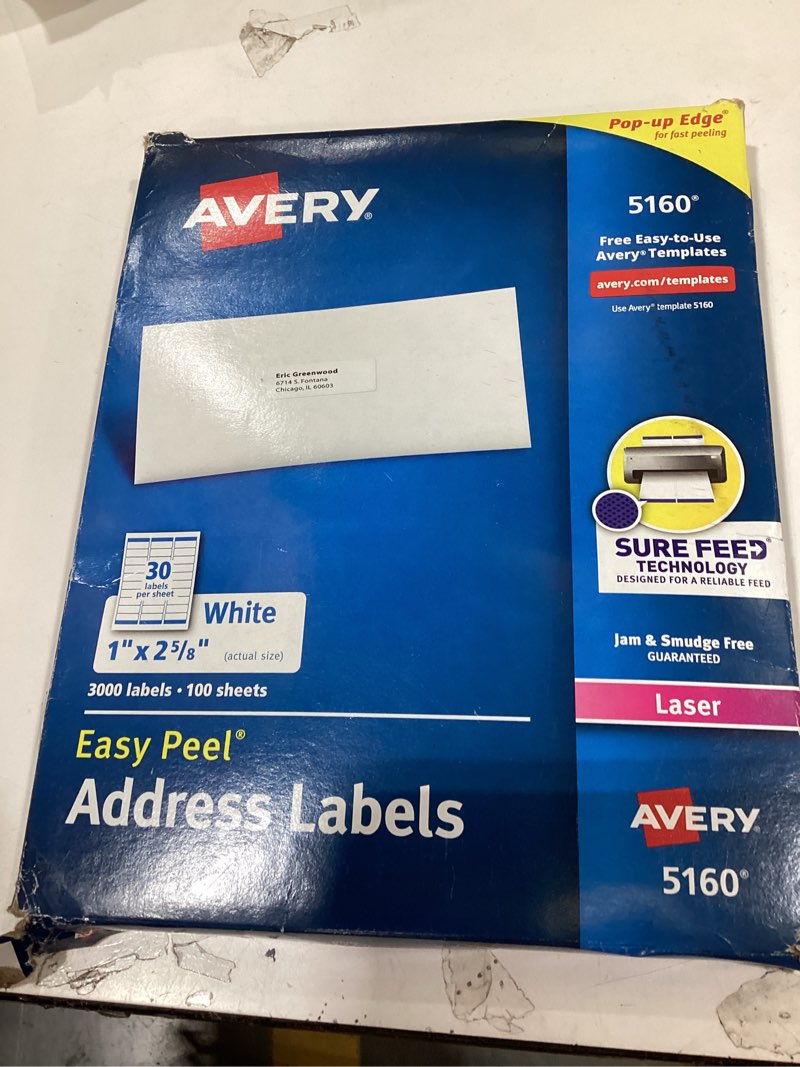 Pop-up Edge®
for fast peeling
AVERY®
5160®
Free Easy-to-Use
Avery® Templates
avery.com/templates
Use Avery® template 5160
Eric Greenwood
6714 S. Fontana
Chicago, IL 60603
SURE FEED®
TECHNOLOGY
DESIGNED FOR A RELIABLE FEED
30
labels
per sheet
White
1" x 2 5/8" (actual size)
3000 labels • 100 sheets
Jam & Smudge Free
GUARANTEED
Laser
Easy Peel®
Address Labels
AVERY®
5160®